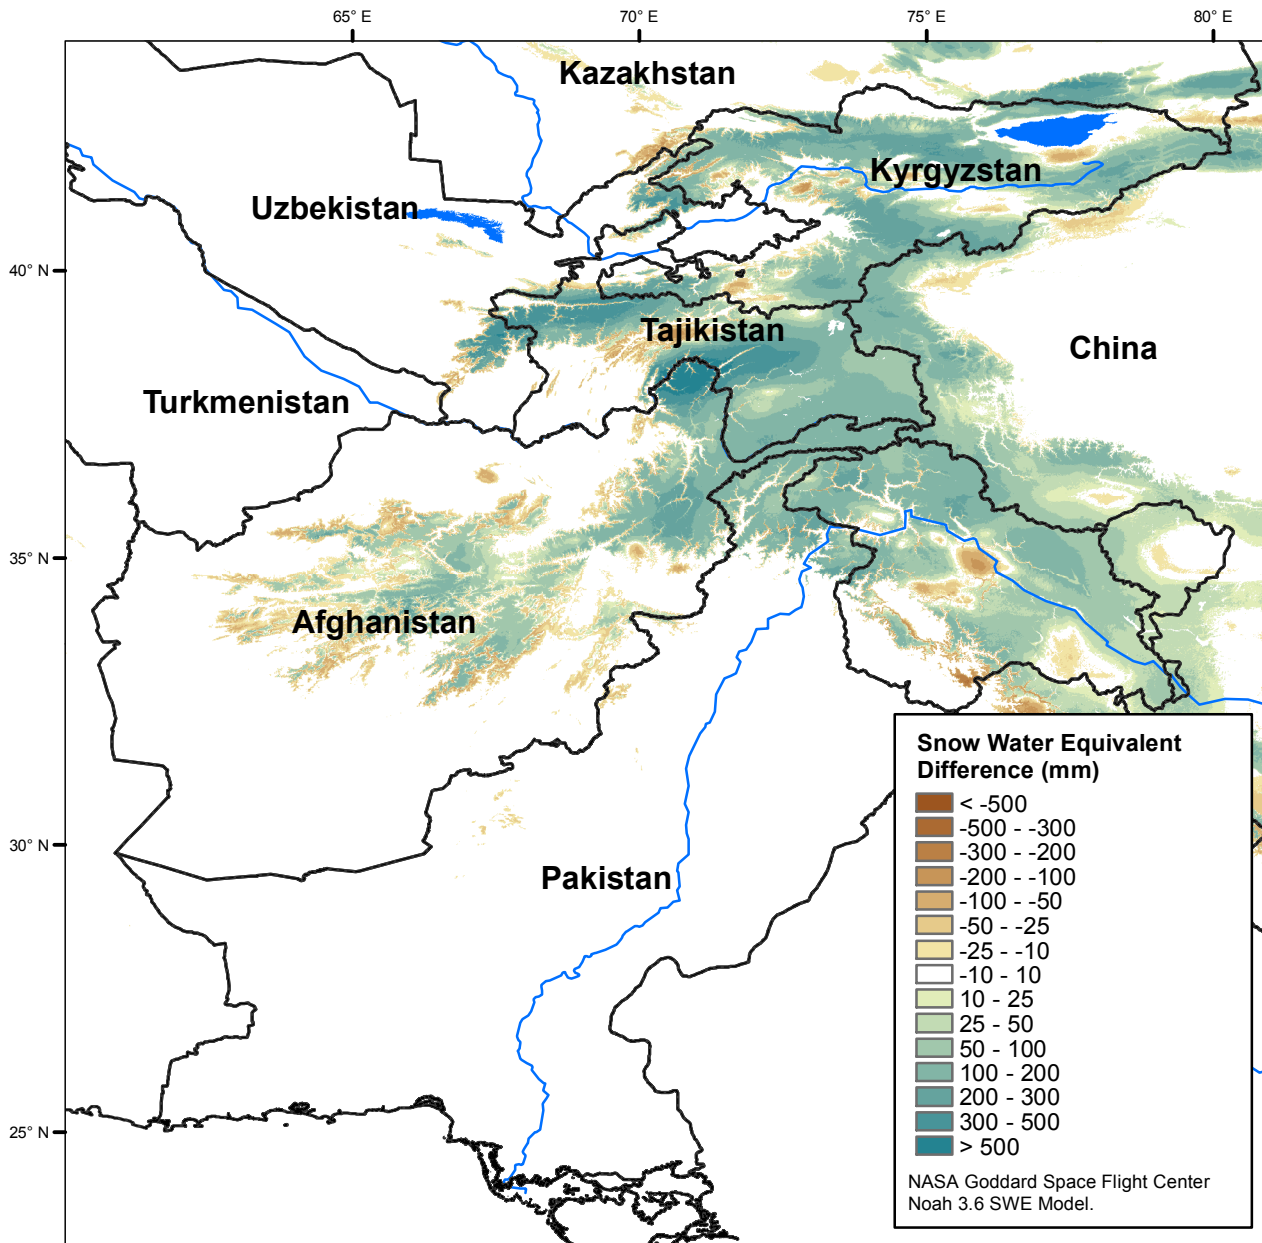 65° E
70° E
75° E
80° E
Kazakhstan
Kyrgyzstan
Uzbekistan
40° N
Tajikistan
China
Turkmenistan
35° N
Afghanistan
30° N
Pakistan
25° N
Snow Water Equivalent
Difference (mm)
< -500
-500 - -300
-300 - -200
-200 - -100
-100 - -50
-50 - -25
-25 - -10
-10 - 10
10 - 25
25 - 50
50 - 100
100 - 200
200 - 300
300 - 500
> 500
NASA Goddard Space Flight Center
Noah 3.6 SWE Model.